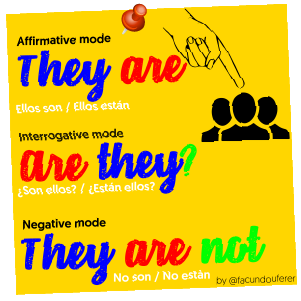 Affirmative mode
They are
Ellos son / Ellos están
Interrogative mode
are they?
¿Son ellos? / ¿Están ellos?
Negative mode
They are not
No son / No están
by @facundouferer